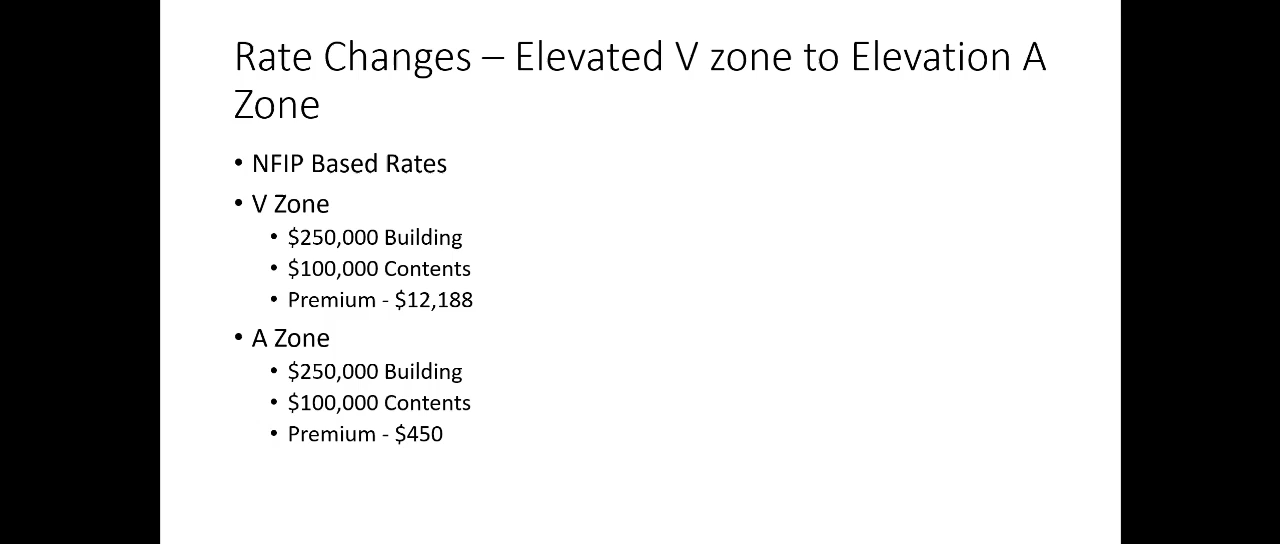 Rate Changes – Elevated V zone to Elevation A
Zone
• NFIP Based Rates
• V Zone
• $250,000 Building
• $100,000 Contents
• Premium - $12,188
• A Zone
• $250,000 Building
• $100,000 Contents
• Premium - $450